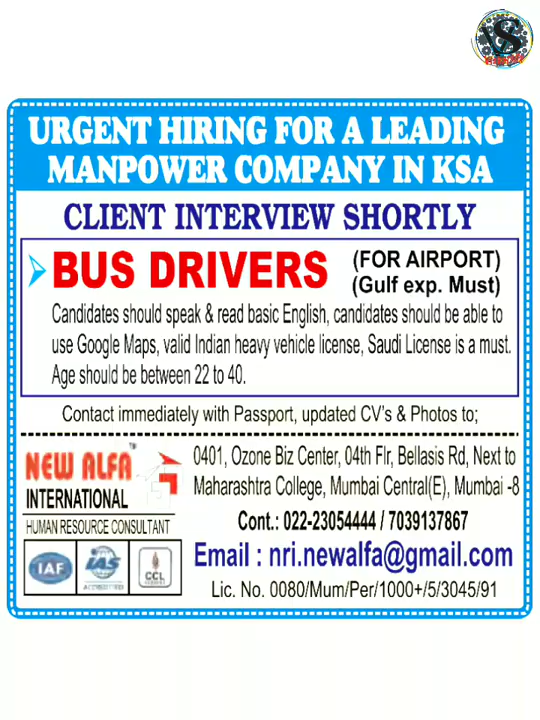 URGENT HIRING FOR A LEADING
MANPOWER COMPANY IN KSA
CLIENT INTERVIEW SHORTLY
BUS DRIVERS (FOR AIRPORT)
(Gulf exp. Must)
Candidates should speak & read basic English, candidates should be able to
use Google Maps, valid Indian heavy vehicle license, Saudi License is a must.
Age should be between 22 to 40.
Contact immediately with Passport, updated CV's & Photos to;
NEW ALFA
INTERNATIONAL
HUMAN RESOURCE CONSULTANT
IAF
IAS
ACCREDITED
CCL
0401, Ozone Biz Center, 04th Flr, Bellasis Rd, Next to
Maharashtra College, Mumbai Central(E), Mumbai -8
Cont.: 022-23054444 / 7039137867
Email : nri.newalfa@gmail.com
Lic. No. 0080/Mum/Per/1000+/5/3045/91